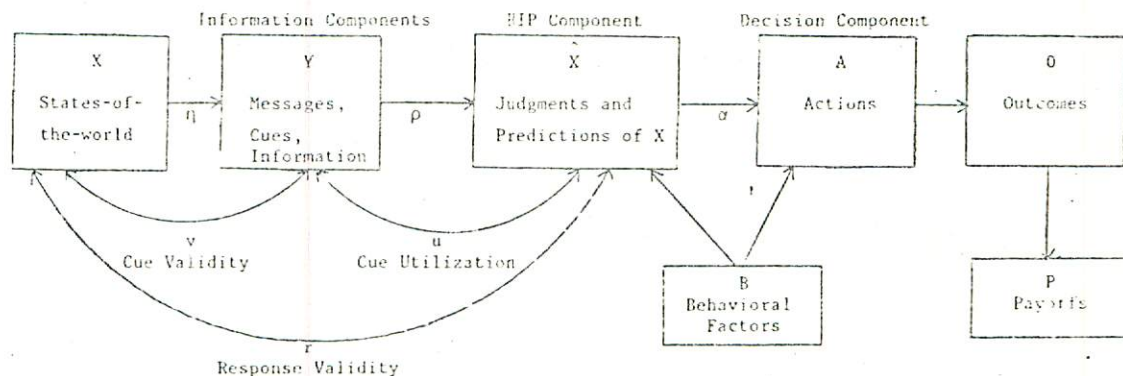 Information Components
HIP Component
Decision Component
X
States-of-
the-world
η
Y
Messages,
Cues,
Information
ρ
X̂
Judgments and
Predictions of X
α
A
Actions
O
Outcomes
v
Cue Validity
u
Cue Utilization
r
Response Validity
B
Behavioral
Factors
P
Payoffs